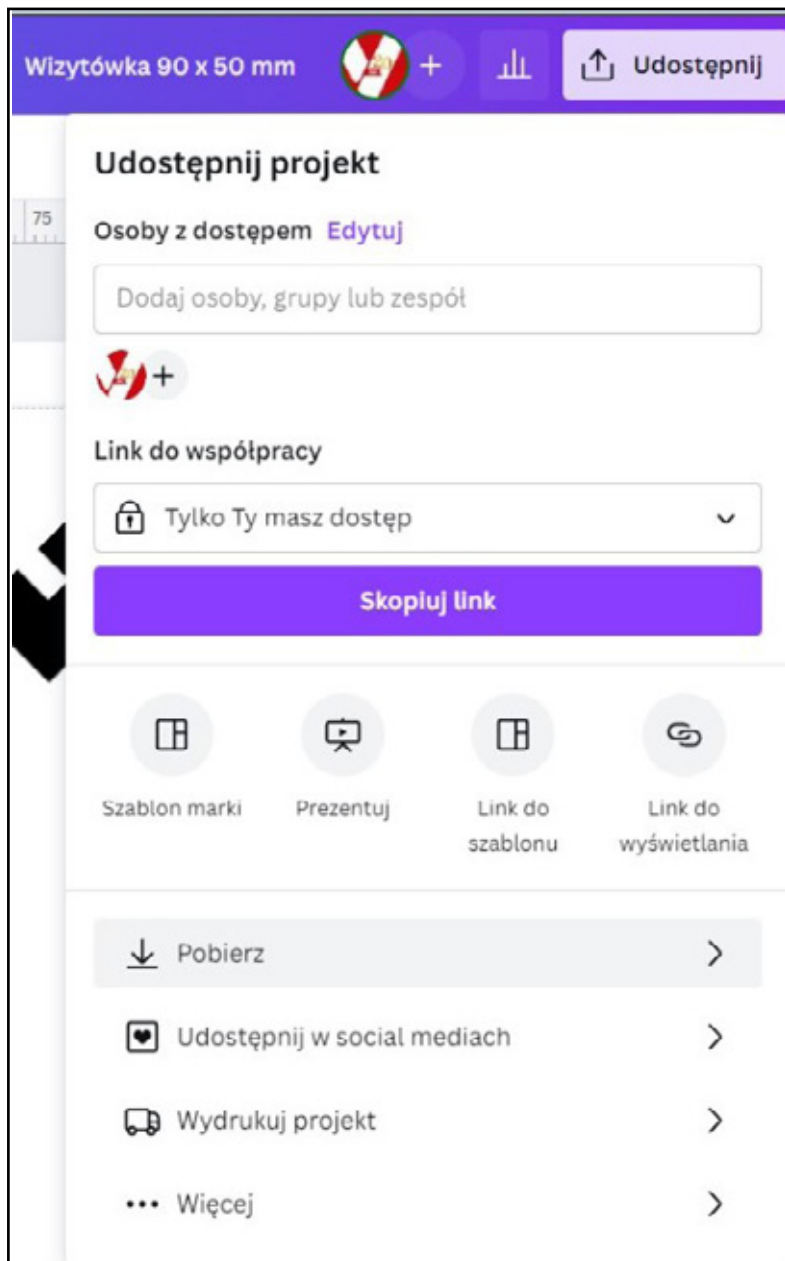 Wizytówka 90 x 50 mm
Udostępnij
Udostępnij projekt
75
Osoby z dostępem Edytuj
Dodaj osoby, grupy lub zespół
Link do współpracy
Tylko Ty masz dostęp
Skopiuj link
Szablon marki
Prezentuj
Link do
szablonu
Link do
wyświetlania
Pobierz
Udostępnij w social mediach
Wydrukuj projekt
Więcej